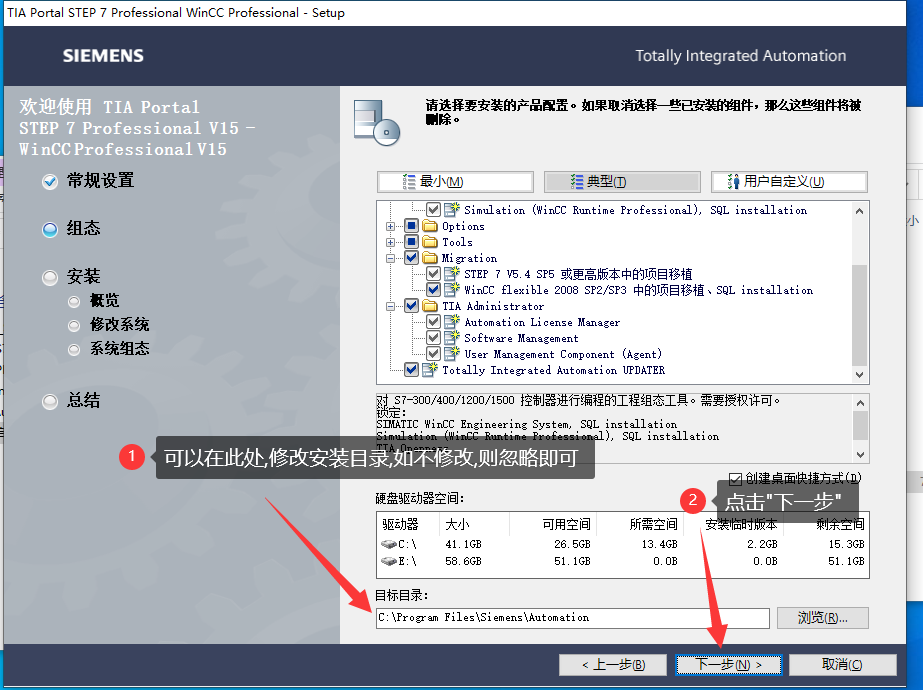 TIA Portal STEP 7 Professional WinCC Professional - Setup
SIEMENS
Totally Integrated Automation
欢迎使用 TIA Portal
STEP 7 Professional V15 -
WinCC Professional V15
常规设置
组态
安装
概览
修改系统
系统组态
总结
请选择要安装的产品配置。如果取消选择一些已安装的组件，那么这些组件将被
删除。
最小(M)
典型(T)
用户自定义(U)
Simulation (WinCC Runtime Professional), SQL installation
Options
Tools
Migration
STEP 7 V5.4 SP5 或更高版本中的项目移植
WinCC flexible 2008 SP2/SP3 中的项目移植、SQL installation
TIA Administrator
Automation License Manager
Software Management
User Management Component (Agent)
Totally Integrated Automation UPDATER
对 S7-300/400/1200/1500 控制器进行编程的工程组态工具。需要授权许可。
锁定:
SIMATIC WinCC Engineering System, SQL installation
Simulation (WinCC Runtime Professional), SQL installation
1 可以在此处,修改安装目录,如不修改,则忽略即可
创建桌面快捷方式(D)
2 点击"下一步"
硬盘驱动器空间:
驱动器 大小 可用空间 所需空间 安装临时版本 剩余空间
C:\ 41.1GB 26.5GB 13.4GB 2.2GB 15.3GB
E:\ 58.6GB 51.1GB 0.0B 0.0B 51.1GB
目标目录:
C:\Program Files\Siemens\Automation
浏览(R)...
< 上一步(B)
下一步(N) >
取消(C)